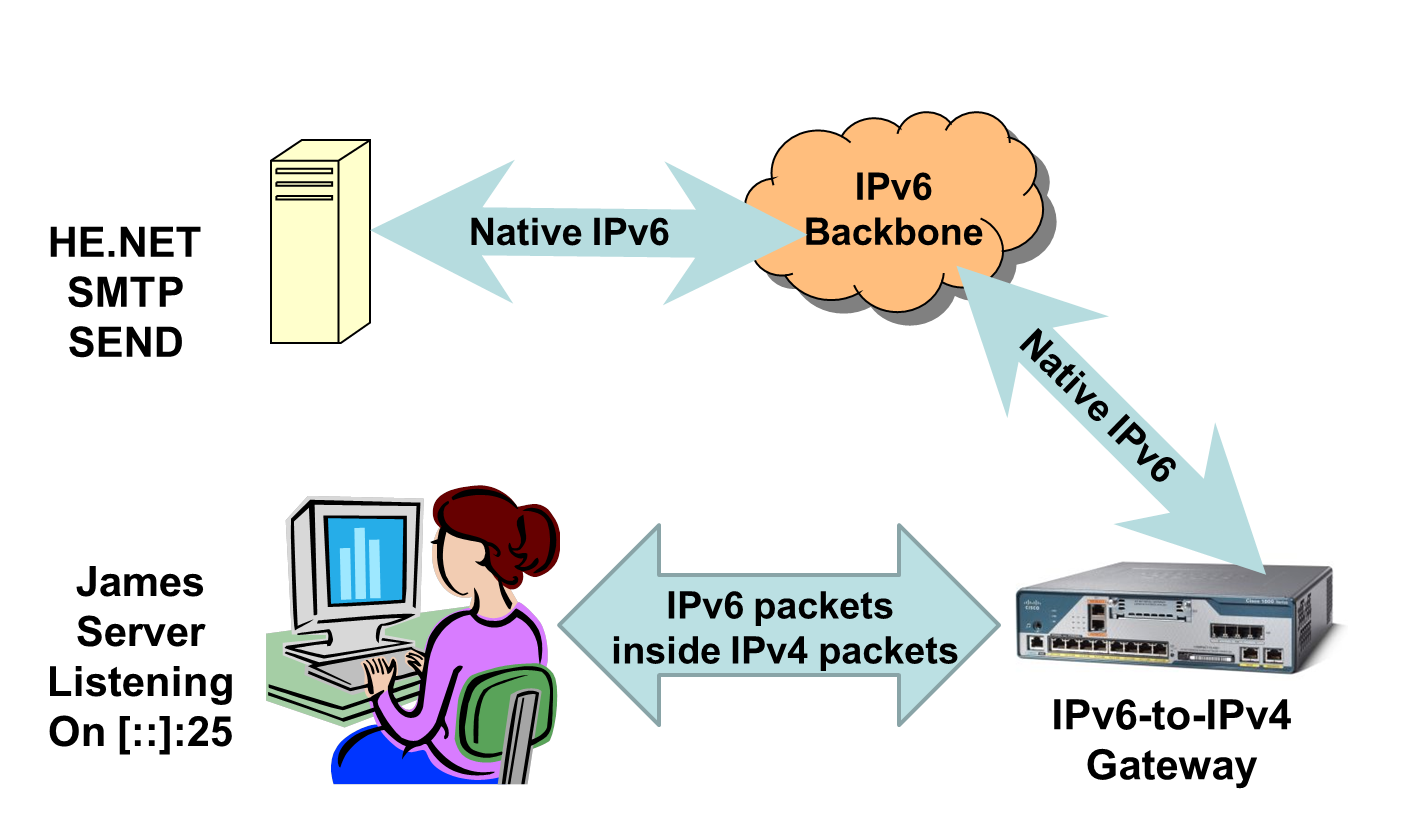 HE.NET
SMTP
SEND
Native IPv6
IPv6
Backbone
Native IPv6
James
Server
Listening
On [::]:25
IPv6 packets
inside IPv4 packets
CISCO
IPv6-to-IPv4
Gateway